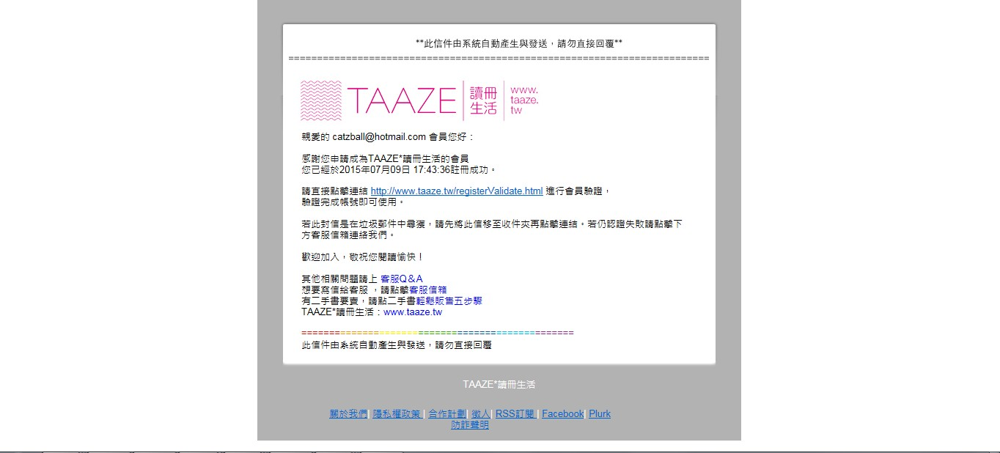 **此信件由系統自動產生與發送，請勿直接回覆**
==========================================================================
TAAZE 讀冊生活 www.taaze.tw
親愛的 catzball@hotmail.com 會員您好：
感謝您申請成為TAAZE*讀冊生活的會員
您已經於2015年07月09日 17:43:36註冊成功。
請直接點擊連結 http://www.taaze.tw/registerValidate.html 進行會員驗證，
驗證完成帳號即可使用。
若此封信是在垃圾郵件中尋獲，請先將此信移至收件夾再點擊連結。若仍認證失敗請點擊下
方客服信箱連絡我們。
歡迎加入，敬祝您閱讀愉快！
其他相關問題請上 客服Q&A
想要寫信給客服 ，請點擊客服信箱
有二手書要賣，請點二手書輕鬆販售五步驟
TAAZE*讀冊生活：www.taaze.tw
=================================================
此信件由系統自動產生與發送，請勿直接回覆
TAAZE*讀冊生活
關於我們| 隱私權政策 | 合作計劃| 徵人| RSS訂閱 | Facebook| Plurk
防詐聲明